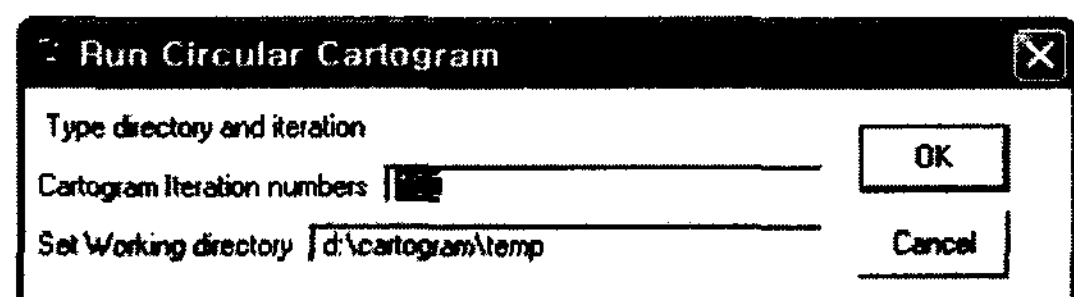 Run Circular Cartogram
Type directory and iteration
Cartogram Iteration numbers
OK
Set Working directory d:\cartogram\temp
Cancel